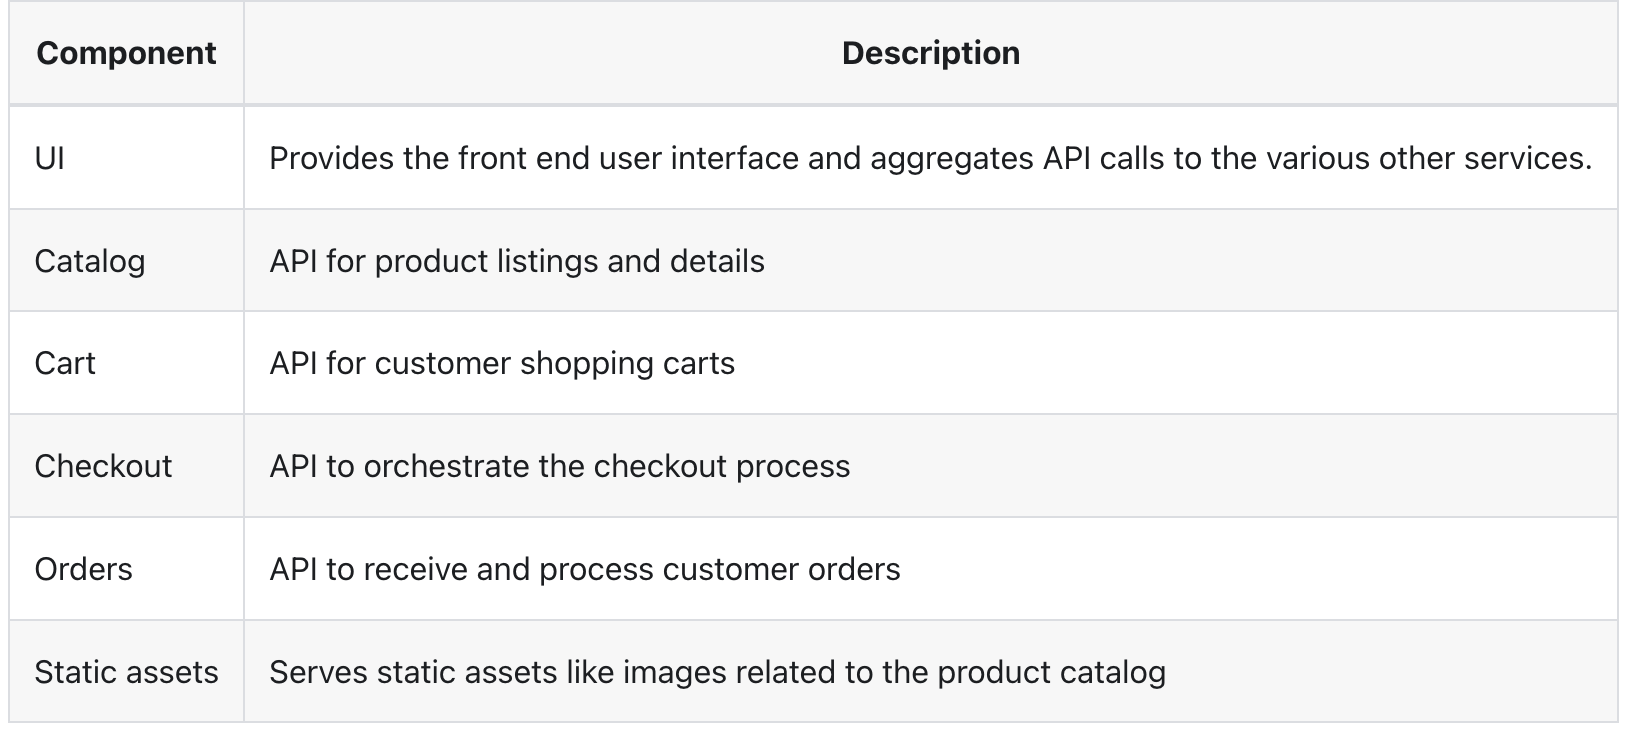 Component Description
UI Provides the front end user interface and aggregates API calls to the various other services.
Catalog API for product listings and details
Cart API for customer shopping carts
Checkout API to orchestrate the checkout process
Orders API to receive and process customer orders
Static assets Serves static assets like images related to the product catalog